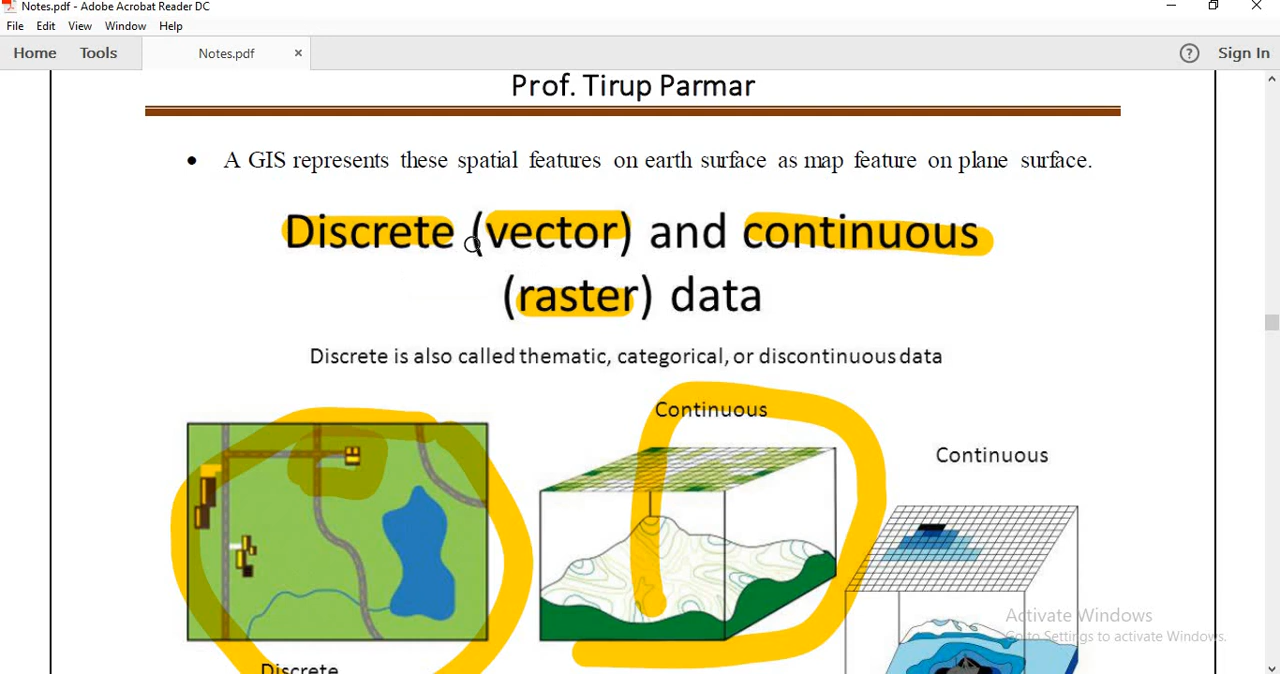 Notes.pdf - Adobe Acrobat Reader DC
File Edit View Window Help
Home Tools Notes.pdf × ? Sign In
Prof. Tirup Parmar
• A GIS represents these spatial features on earth surface as map feature on plane surface.
Discrete (vector) and continuous
(raster) data
Discrete is also called thematic, categorical, or discontinuous data
Continuous
Continuous
Discrete
Activate Windows
Go to Settings to activate Windows.